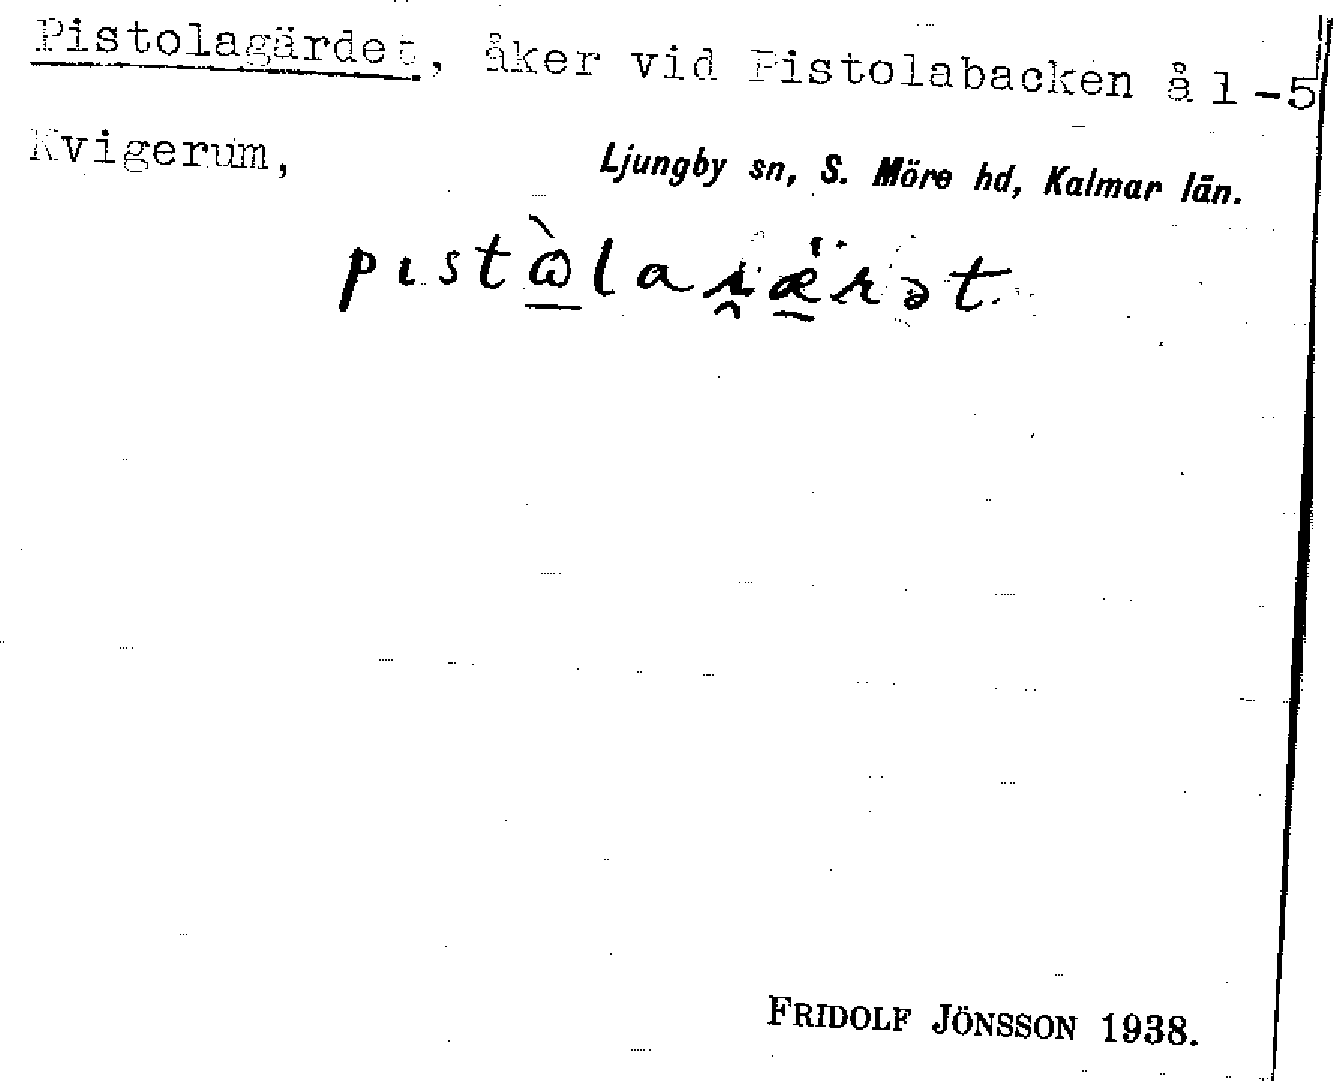 Pistolagärdet, åker vid Pistolabacken å 1-5
Kvigerum, Ljungby sn, S. Möre hd, Kalmar län.
FRIDOLF JÖNSSON 1938.